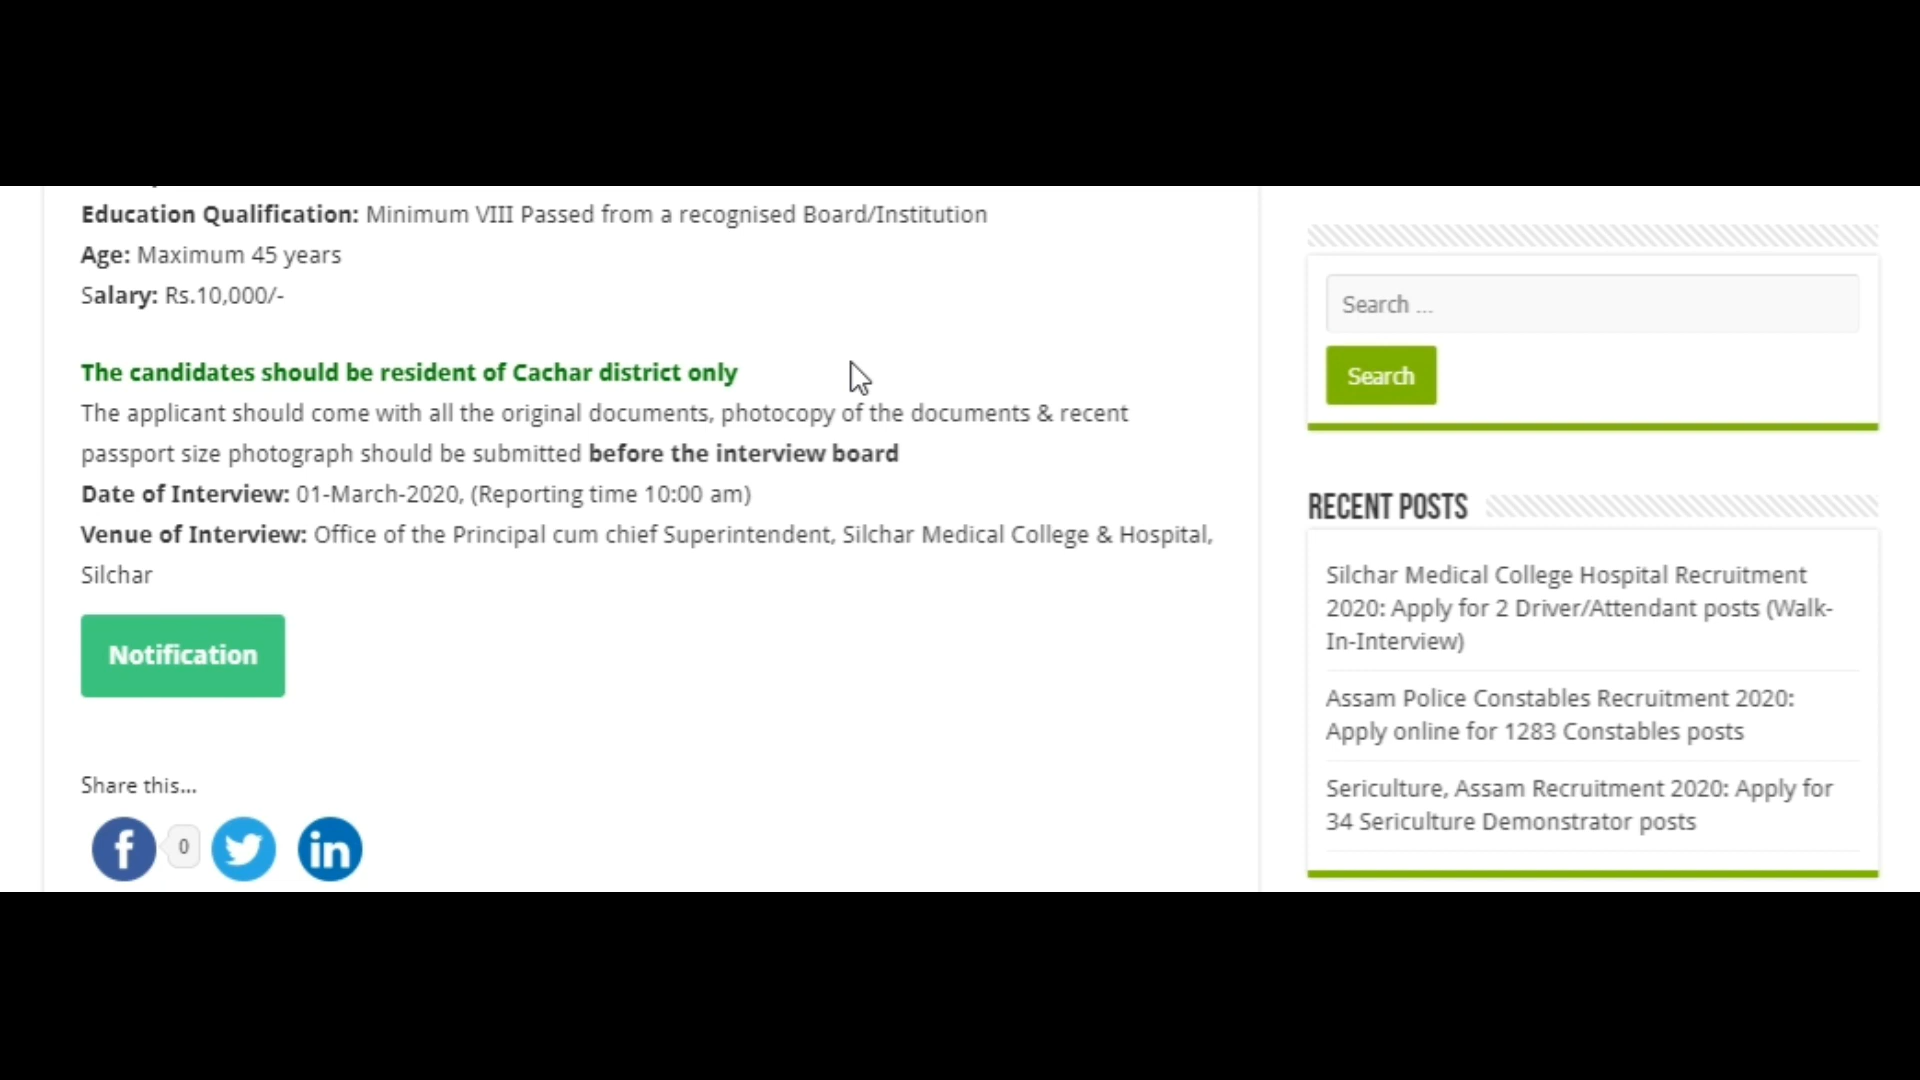 Education Qualification: Minimum VIII Passed from a recognised Board/Institution
Age: Maximum 45 years
Salary: Rs.10,000/-
The candidates should be resident of Cachar district only
The applicant should come with all the original documents, photocopy of the documents & recent
passport size photograph should be submitted before the interview board
Date of Interview: 01-March-2020, (Reporting time 10:00 am)
Venue of Interview: Office of the Principal cum chief Superintendent, Silchar Medical College & Hospital,
Silchar
Notification
Share this...
f 0 in
Search ...
Search
RECENT POSTS
Silchar Medical College Hospital Recruitment
2020: Apply for 2 Driver/Attendant posts (Walk-
In-Interview)
Assam Police Constables Recruitment 2020:
Apply online for 1283 Constables posts
Sericulture, Assam Recruitment 2020: Apply for
34 Sericulture Demonstrator posts